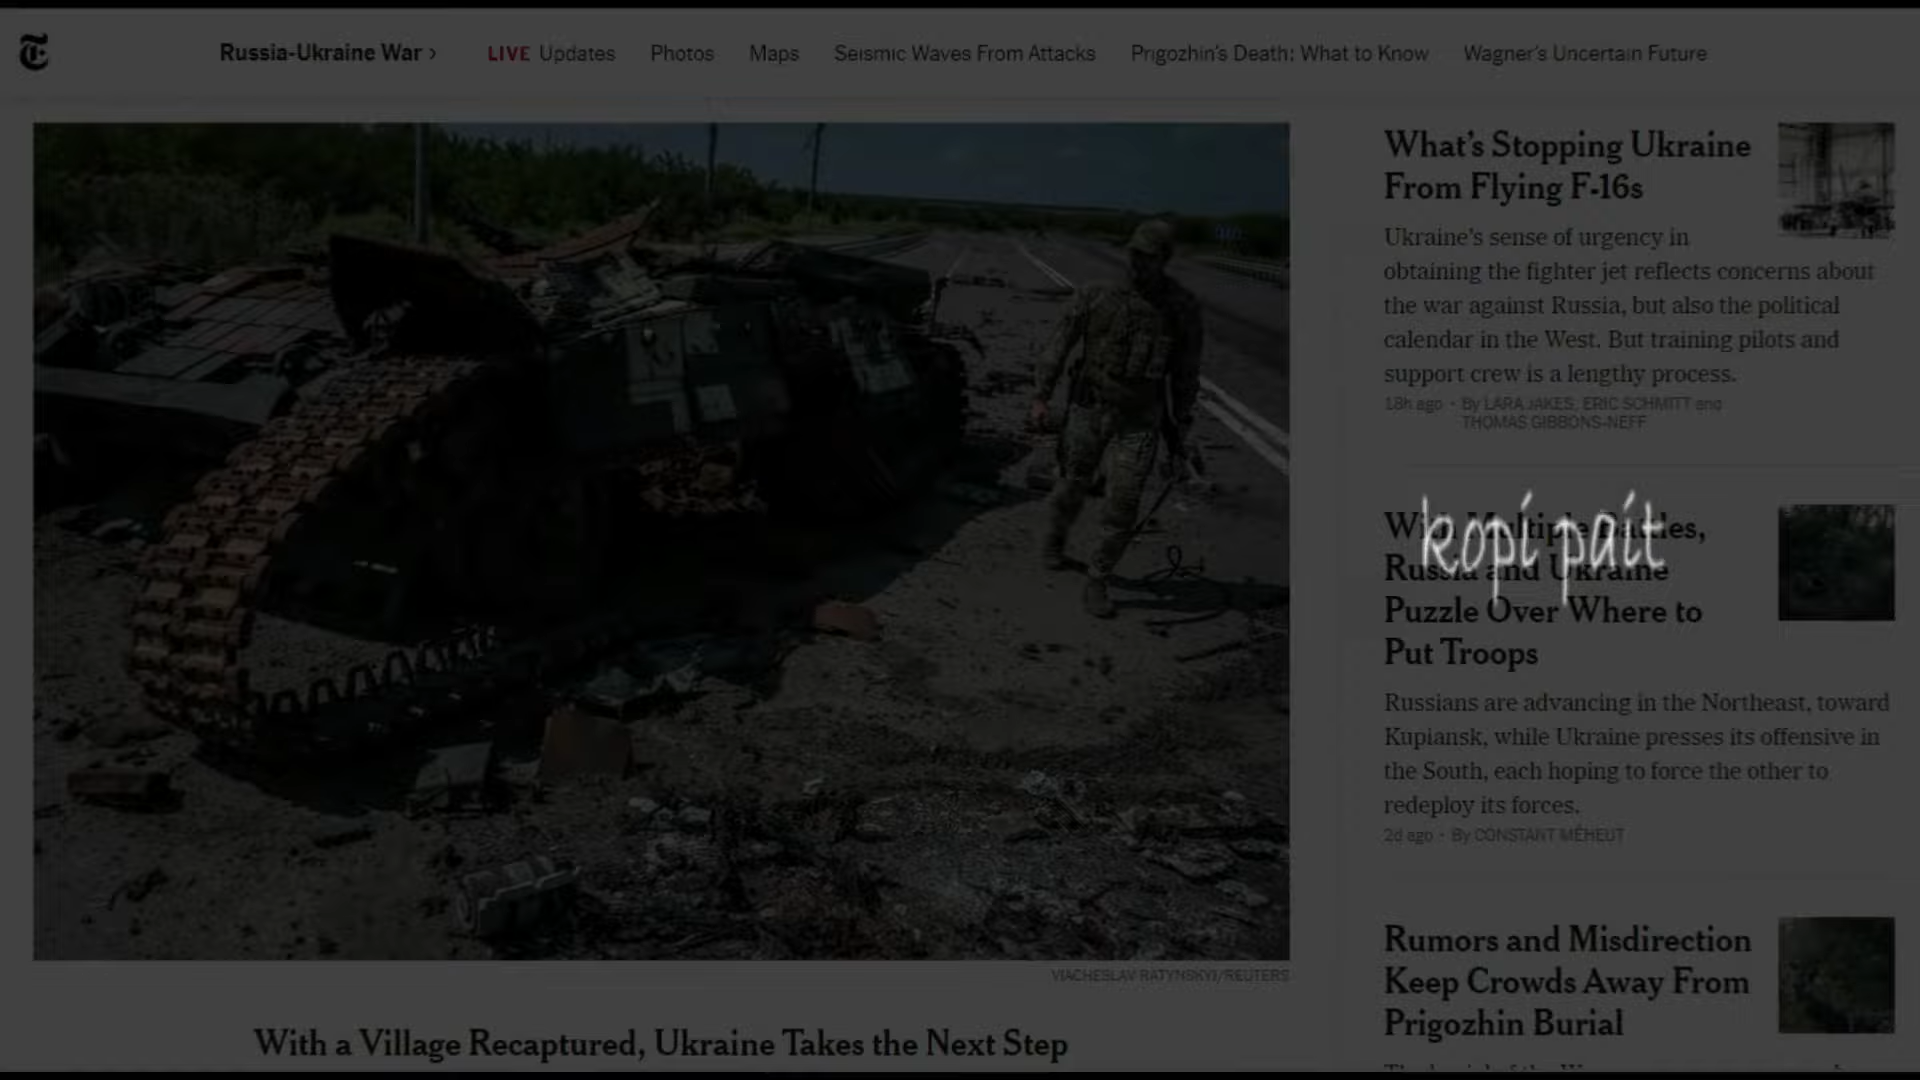 Russia-Ukraine War › LIVE Updates Photos Maps Seismic Waves From Attacks Prigozhin's Death: What to Know Wagner's Uncertain Future
What's Stopping Ukraine
From Flying F-16s
Ukraine's sense of urgency in
obtaining the fighter jet reflects concerns about
the war against Russia, but also the political
calendar in the West. But training pilots and
support crew is a lengthy process.
18h ago · By LARA JAKES, ERIC SCHMITT and
THOMAS GIBBONS-NEFF
kopi pait
With Multiple Battles,
Russia and Ukraine
Puzzle Over Where to
Put Troops
Russians are advancing in the Northeast, toward
Kupiansk, while Ukraine presses its offensive in
the South, each hoping to force the other to
redeploy its forces.
2d ago · By CONSTANT MÉHEUT
Rumors and Misdirection
Keep Crowds Away From
Prigozhin Burial
VIACHESLAV RATYNSKYI/REUTERS
With a Village Recaptured, Ukraine Takes the Next Step